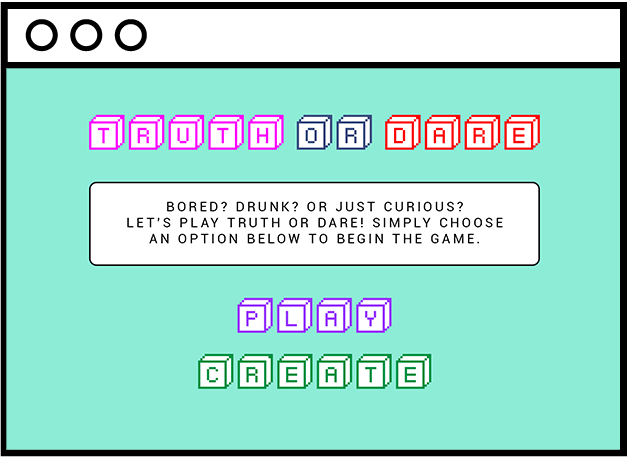 TRUTH OR DARE
BORED? DRUNK? OR JUST CURIOUS?
LET'S PLAY TRUTH OR DARE! SIMPLY CHOOSE
AN OPTION BELOW TO BEGIN THE GAME.
PLAY
CREATE